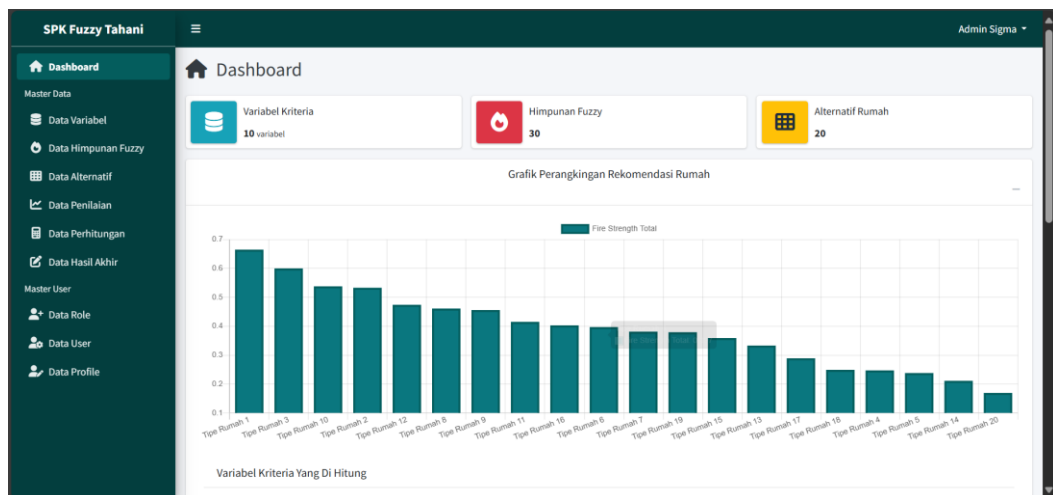 SPK Fuzzy Tahani
Admin Sigma
Dashboard
Master Data
Data Variabel
Data Himpunan Fuzzy
Data Alternatif
Data Penilaian
Data Perhitungan
Data Hasil Akhir
Master User
Data Role
Data User
Data Profile
Dashboard
Variabel Kriteria
10 variabel
Himpunan Fuzzy
30
Alternatif Rumah
20
Grafik Perangkingan Rekomendasi Rumah
Fire Strength Total
0.7
0.6
0.5
0.4
0.3
0.2
0.1
Tipe Rumah 1
Tipe Rumah 3
Tipe Rumah 10
Tipe Rumah 2
Tipe Rumah 12
Tipe Rumah 8
Tipe Rumah 9
Tipe Rumah 11
Tipe Rumah 16
Tipe Rumah 6
Tipe Rumah 7
Tipe Rumah 19
Tipe Rumah 15
Tipe Rumah 13
Tipe Rumah 17
Tipe Rumah 18
Tipe Rumah 4
Tipe Rumah 5
Tipe Rumah 14
Tipe Rumah 20
Variabel Kriteria Yang Di Hitung